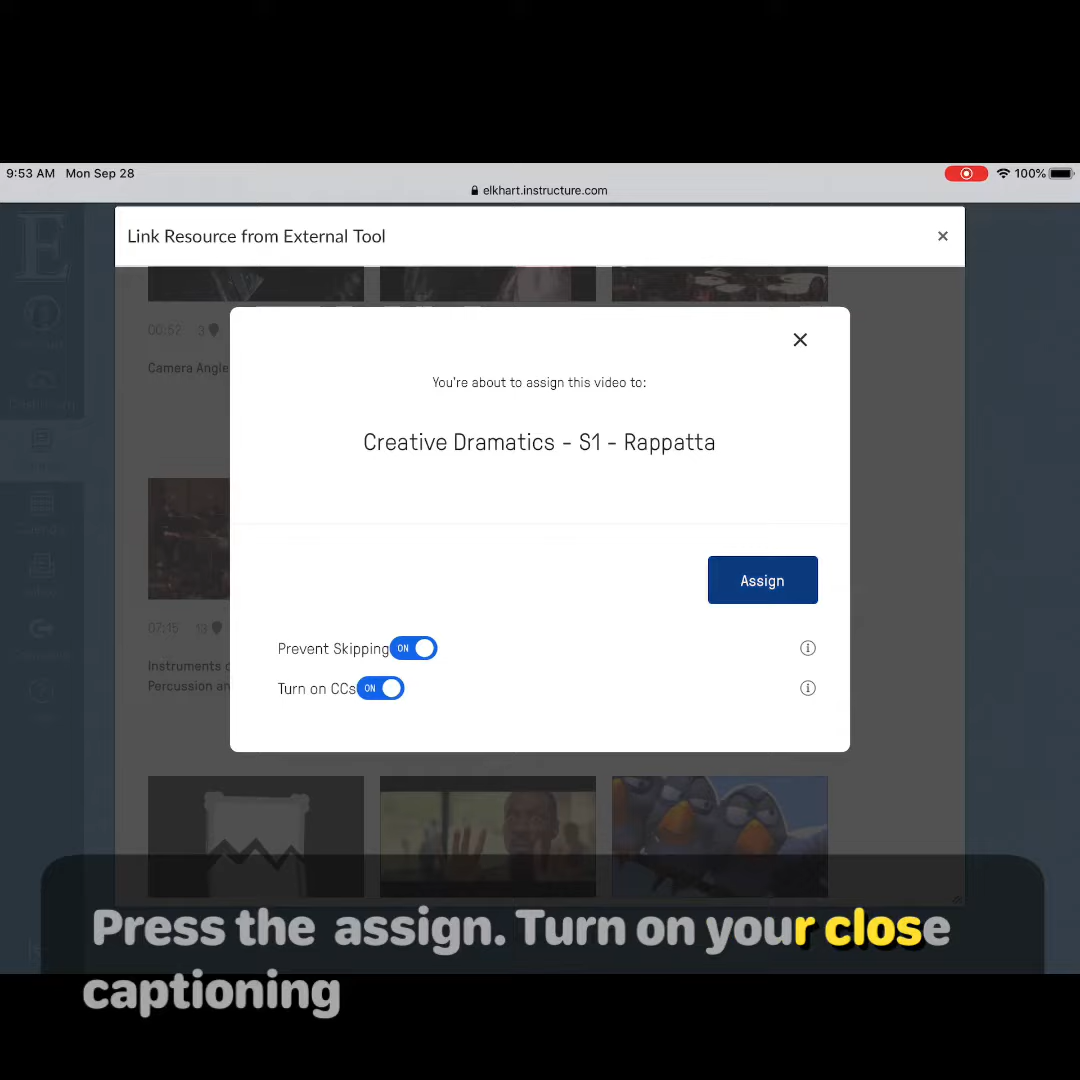 9:53 AM Mon Sep 28
100%
elkhart.instructure.com
Link Resource from External Tool
E
00:52 3
Camera Angle
You're about to assign this video to:
Creative Dramatics - S1 - Rappatta
Assign
07:15 13
Instruments o
Percussion an
Prevent Skipping ON
Turn on CCs ON
Press the assign. Turn on your close
captioning